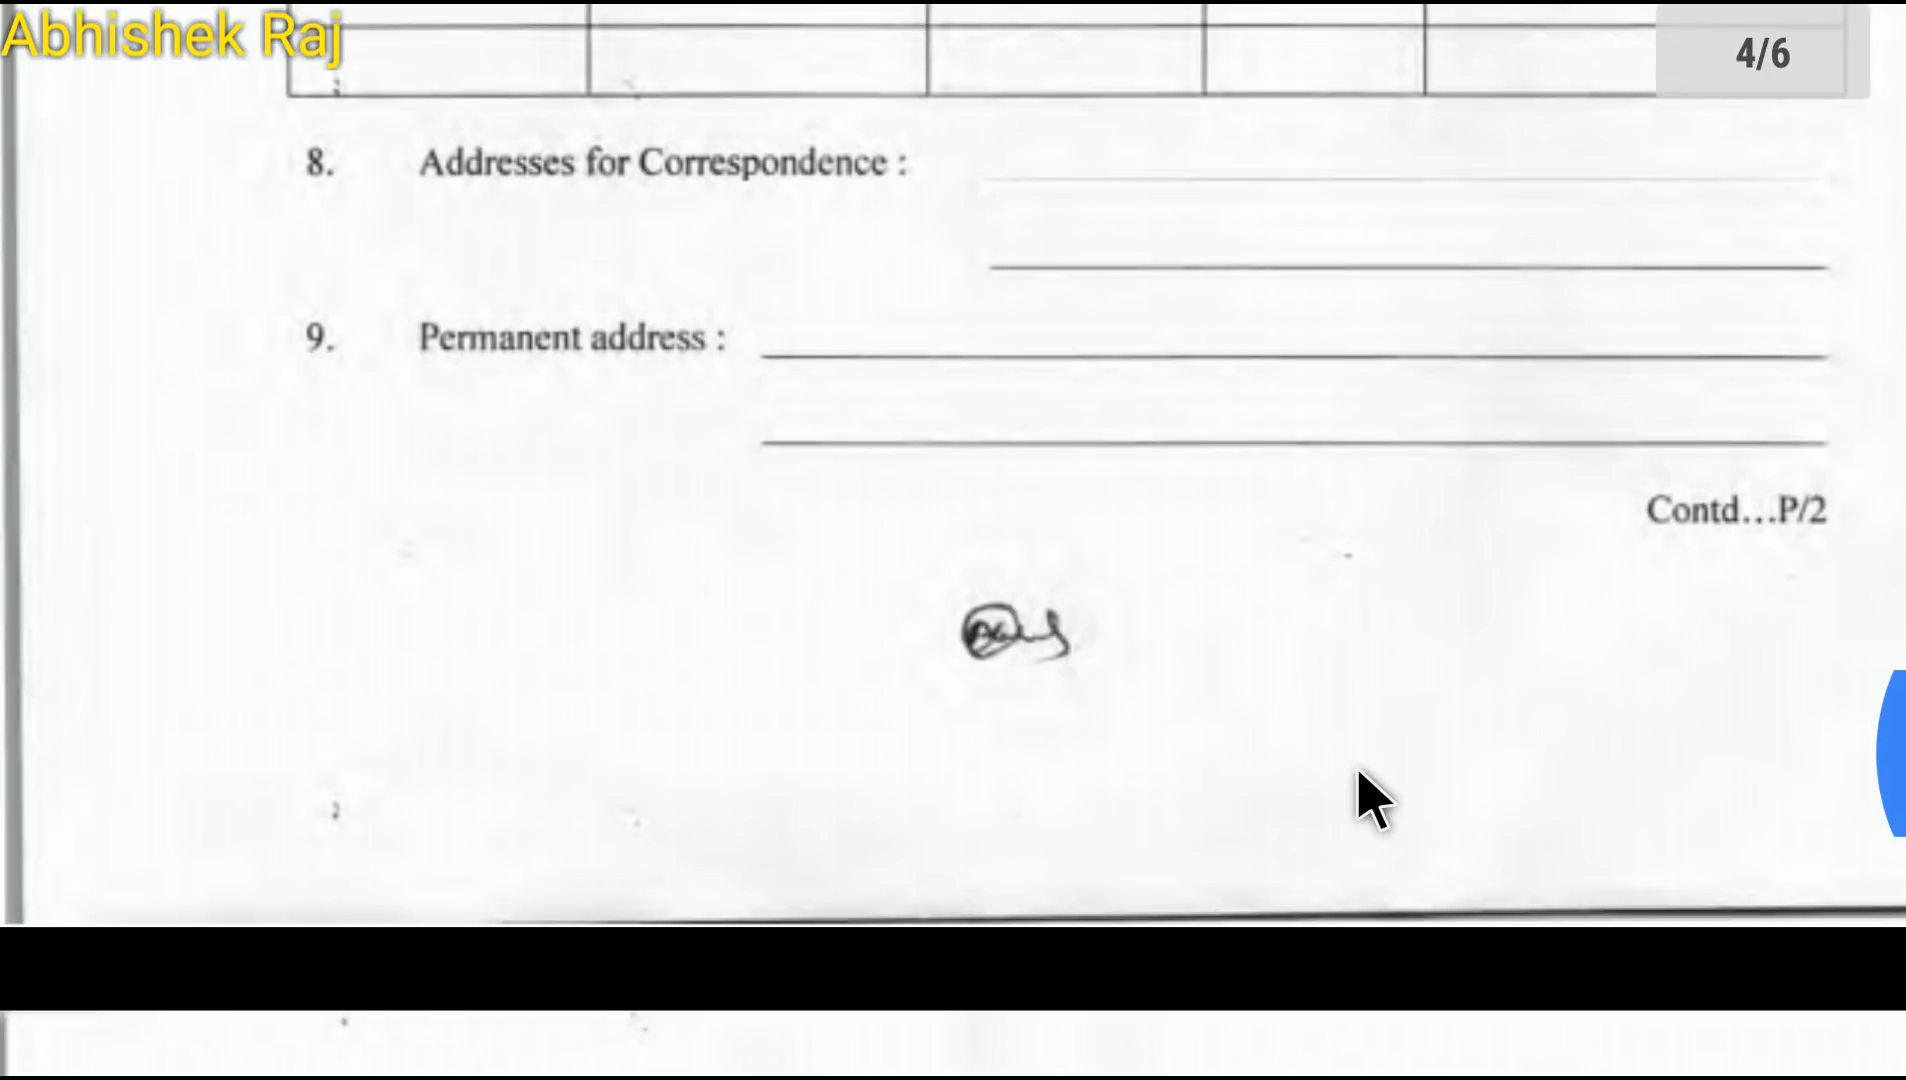 Abhishek Raj
4/6
8. Addresses for Correspondence :
9. Permanent address :
Contd...P/2